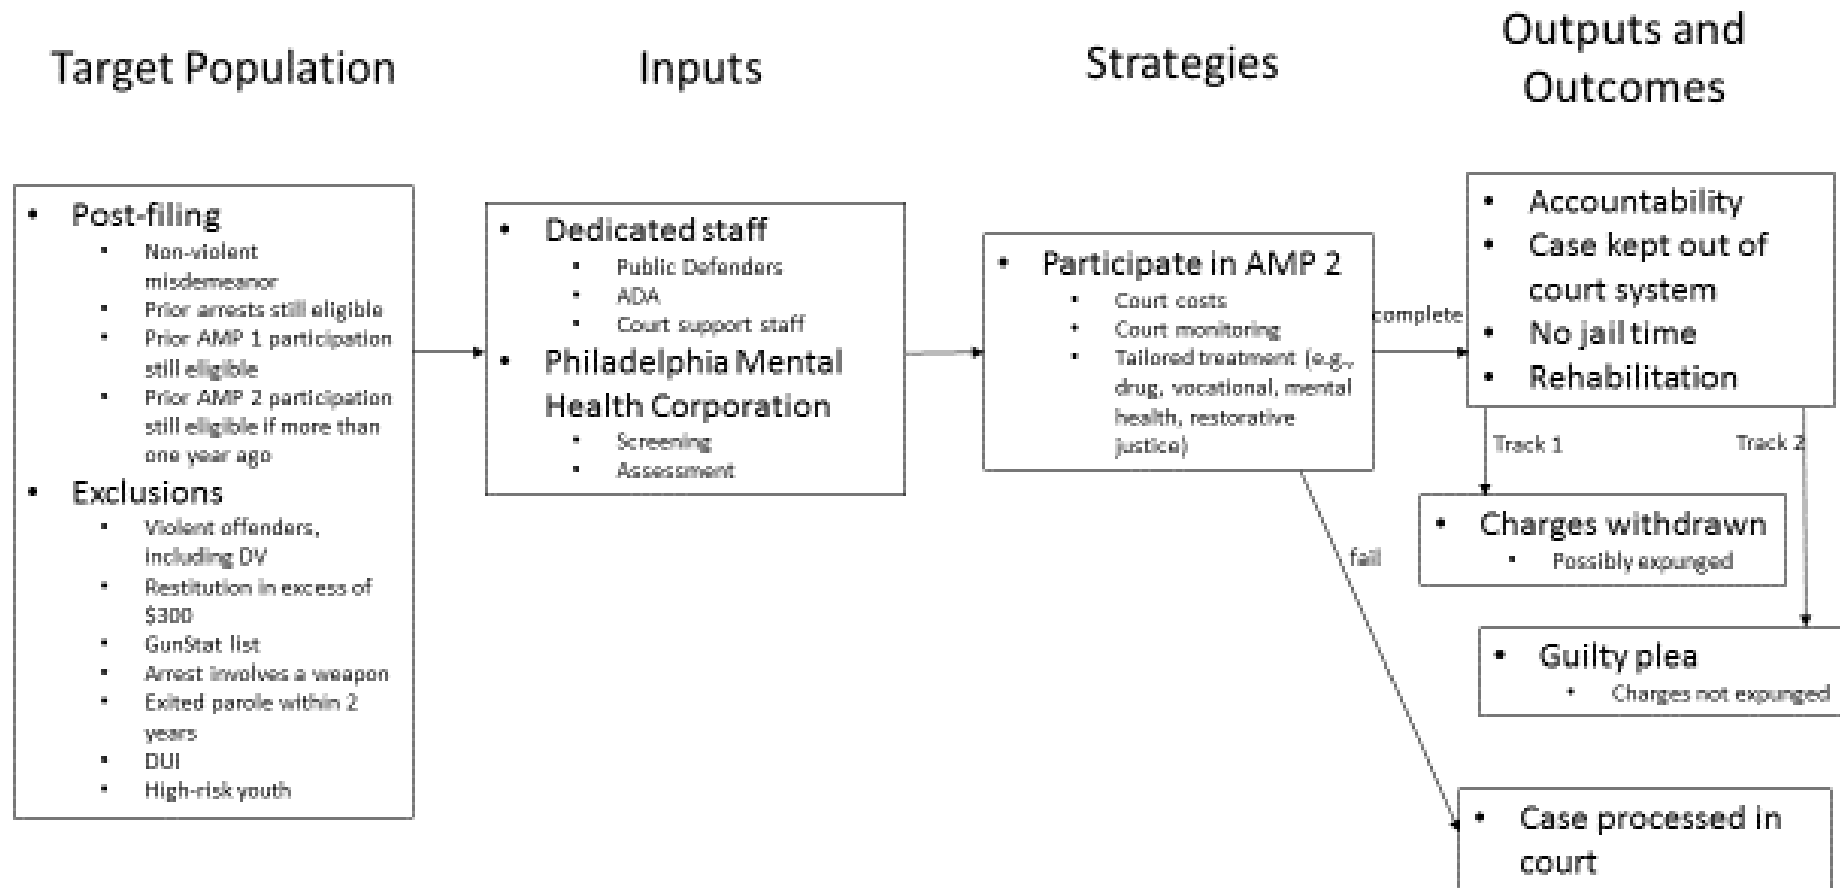 Target Population
Inputs
Strategies
Outputs and
Outcomes
• Post-filing
• Non-violent
misdemeanor
• Prior arrests still eligible
• Prior AMP 1 participation
still eligible
• Prior AMP 2 participation
still eligible if more than
one year ago
• Exclusions
• Violent offenders,
including DV
• Restitution in excess of
$300
• GunStat list
• Arrest involves a weapon
• Exited parole within 2
years
• DUI
• High-risk youth
• Dedicated staff
• Public Defenders
• ADA
• Court support staff
• Philadelphia Mental
Health Corporation
• Screening
• Assessment
• Participate in AMP 2
• Court costs
• Court monitoring
• Tailored treatment (e.g.,
drug, vocational, mental
health, restorative
justice)
complete
fail
• Accountability
• Case kept out of
court system
• No jail time
• Rehabilitation
Track 1
Track 2
• Charges withdrawn
• Possibly expunged
• Guilty plea
• Charges not expunged
• Case processed in
court